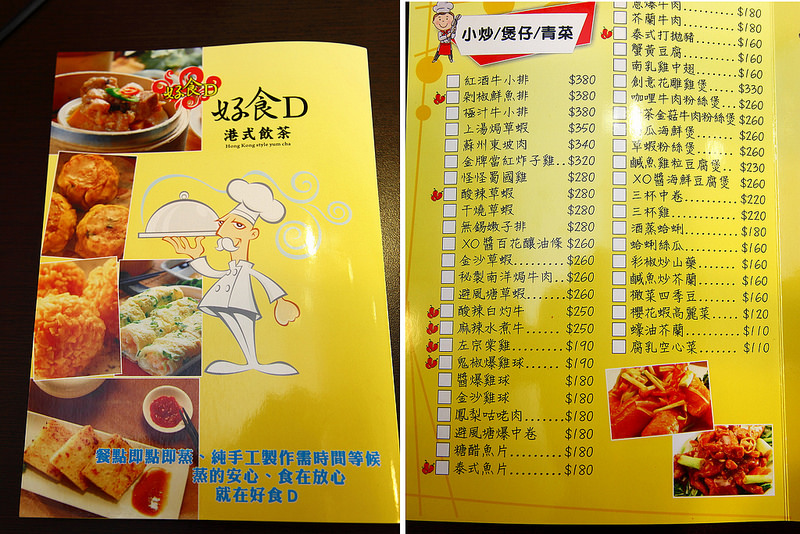 好食D
好食D
港式飲茶
Hong Kong style yum cha
餐點即點即蒸、純手工製作需時間等候
蒸的安心、食在放心
就在好食D
小炒/煲仔/青菜
紅酒牛小排 $380
剁椒鮮魚排 $380
極汁牛小排 $380
上湯焗草蝦 $350
蘇州東坡肉 $340
金牌當紅炸子雞..$320
怪怪蜀國雞 $280
酸辣草蝦 $280
干燒草蝦 $280
無錫嫩子排 $280
XO醬百花釀油條 $260
金沙草蝦 $260
秘製南洋焗牛肉..$260
避風塘草蝦 $260
酸辣白灼牛 $250
麻辣水煮牛 $250
左宗棠雞 $190
鬼椒爆雞球 $190
醬爆雞球 $180
金沙雞球 $180
鳳梨咕咾肉 $180
避風塘爆中卷 $180
糖醋魚片 $180
泰式魚片 $180
蔥爆牛肉 $180
芥蘭牛肉 $180
泰式打拋豬 $160
蟹黃豆腐 $160
南乳雞中翅 $160
創意花雕雞煲 $330
咖哩牛肉粉絲煲 $260
茶金菇牛肉粉絲煲 $260
瓜海鮮煲 $260
草蝦粉絲煲 $260
鹹魚雞粒豆腐煲..$230
XO醬海鮮豆腐煲 $260
三杯中卷 $220
三杯雞 $220
酒蒸蛤蜊 $180
蛤蜊絲瓜 $160
彩椒炒山藥 $160
鹹魚炒芥蘭 $160
欖菜四季豆 $160
櫻花蝦高麗菜 $120
蠔油芥蘭 $110
腐乳空心菜 $110